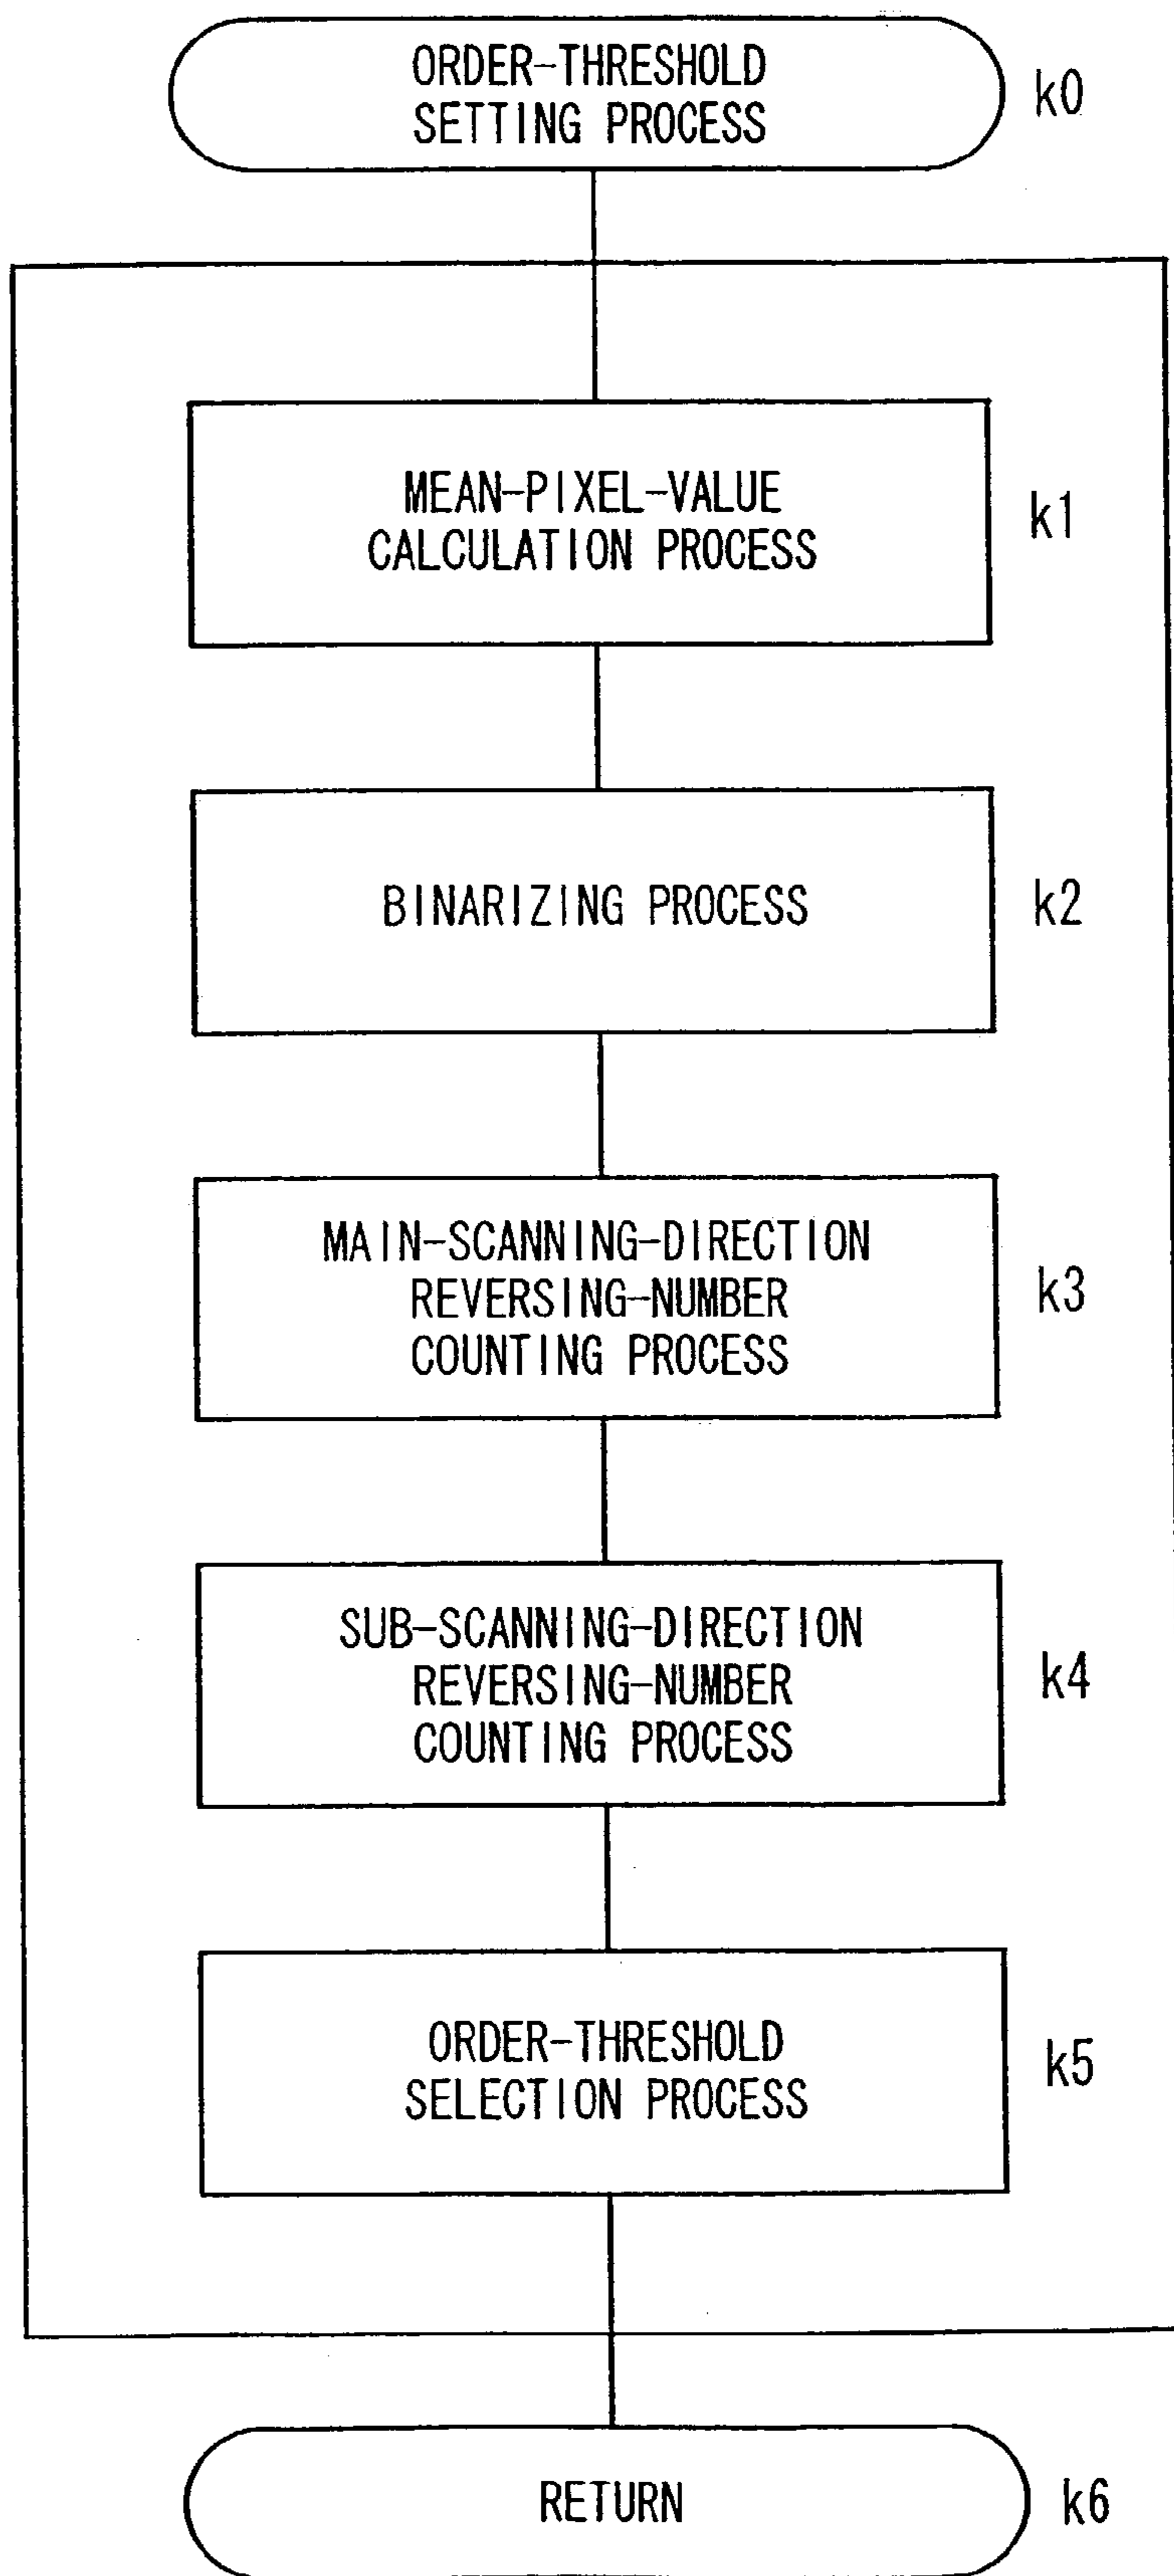 ORDER-THRESHOLD
SETTING PROCESS
k0
MEAN-PIXEL-VALUE
CALCULATION PROCESS
k1
BINARIZING PROCESS
k2
MAIN-SCANNING-DIRECTION
REVERSING-NUMBER
COUNTING PROCESS
k3
SUB-SCANNING-DIRECTION
REVERSING-NUMBER
COUNTING PROCESS
k4
ORDER-THRESHOLD
SELECTION PROCESS
k5
RETURN
k6